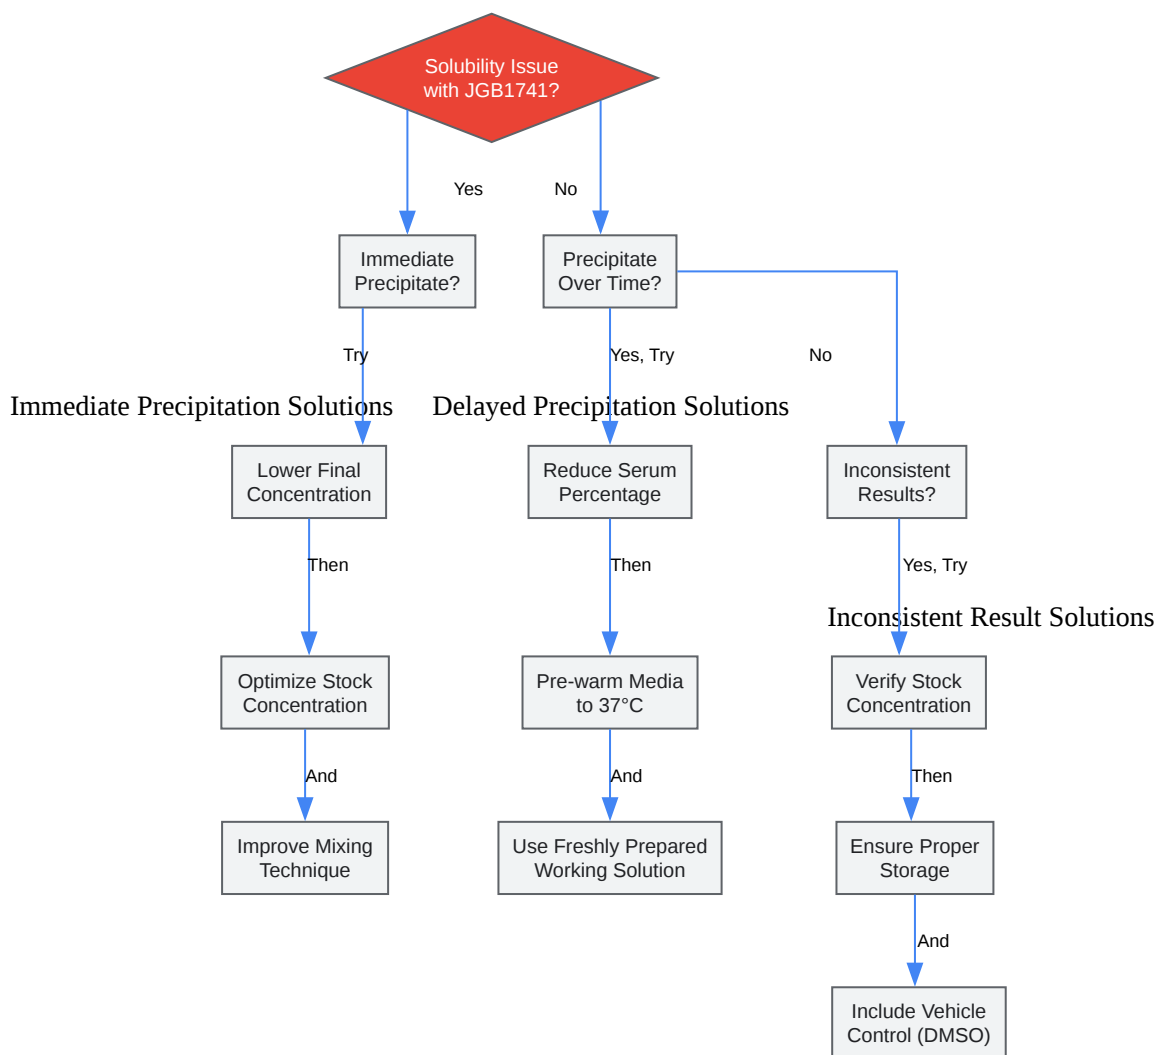 Solubility Issue
with JGB1741?
Yes
No
Immediate
Precipitate?
Precipitate
Over Time?
Try
Yes, Try
No
Immediate Precipitation Solutions
Delayed Precipitation Solutions
Lower Final
Concentration
Reduce Serum
Percentage
Inconsistent
Results?
Then
Then
Yes, Try
Inconsistent Result Solutions
Optimize Stock
Concentration
Pre-warm Media
to 37°C
Verify Stock
Concentration
And
And
Then
Improve Mixing
Technique
Use Freshly Prepared
Working Solution
Ensure Proper
Storage
And
Include Vehicle
Control (DMSO)